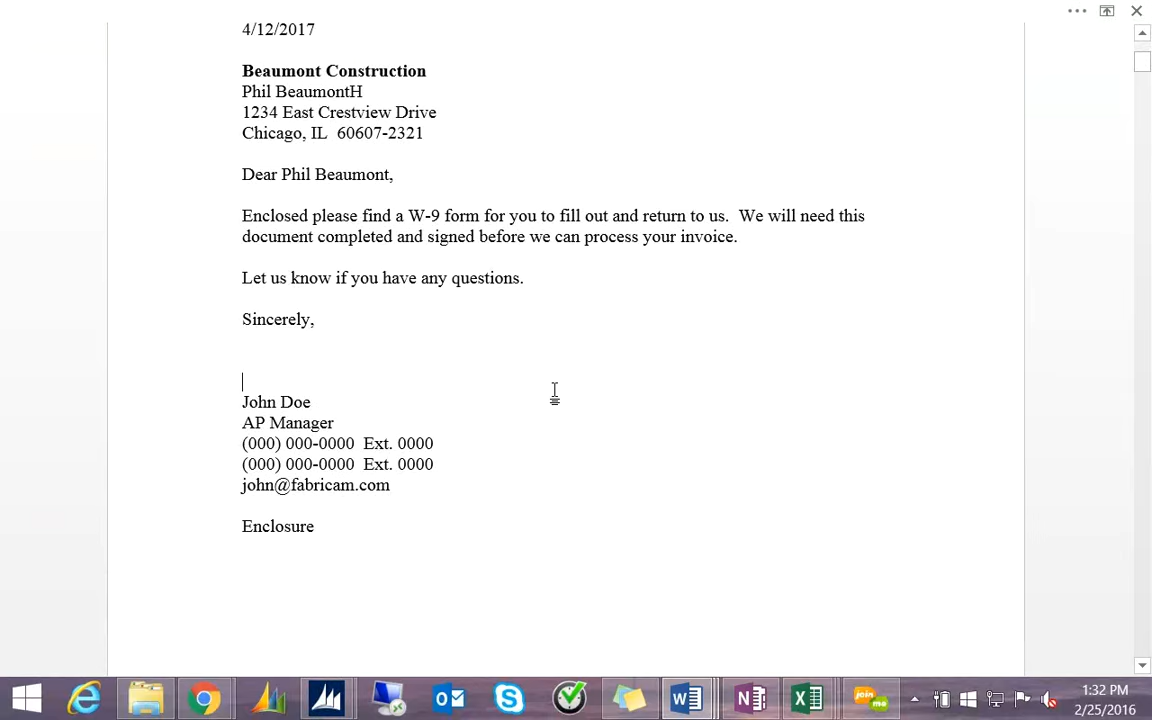 4/12/2017
Beaumont Construction
Phil BeaumontH
1234 East Crestview Drive
Chicago, IL  60607-2321
Dear Phil Beaumont,
Enclosed please find a W-9 form for you to fill out and return to us.  We will need this
document completed and signed before we can process your invoice.
Let us know if you have any questions.
Sincerely,
John Doe
AP Manager
(000) 000-0000  Ext. 0000
(000) 000-0000  Ext. 0000
john@fabricam.com
Enclosure
join.me
1:32 PM
2/25/2016